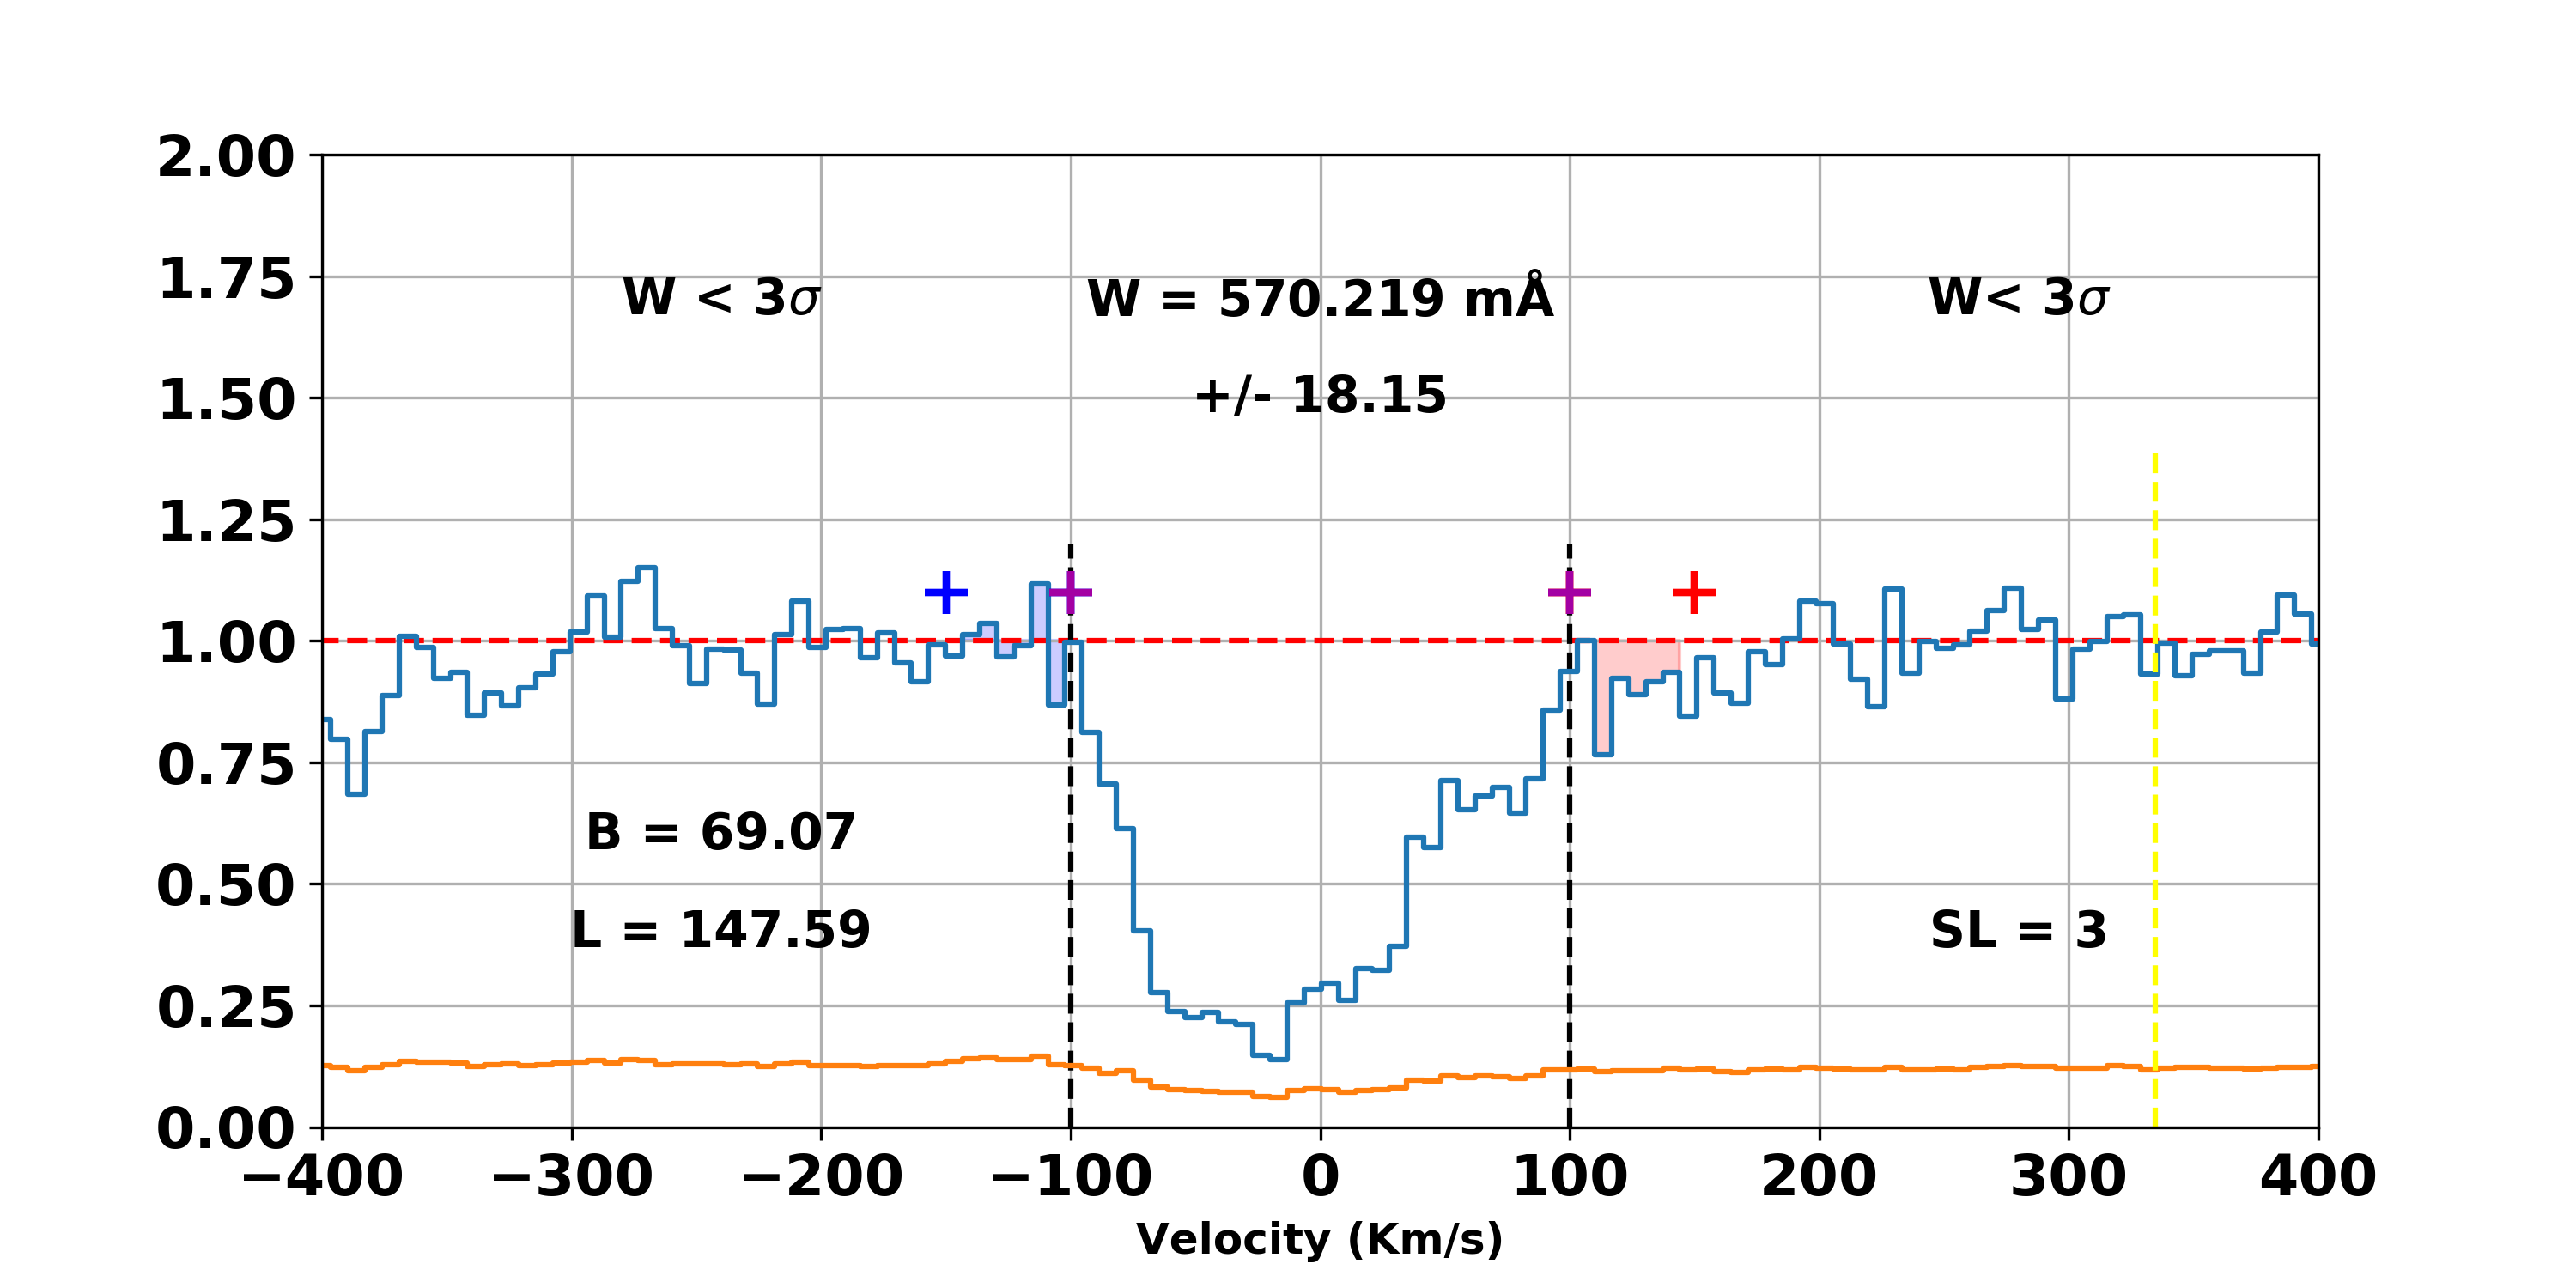 2.00
1.75
1.50
1.25
1.00
0.75
0.50
0.25
0.00
W < 3σ
W = 570.219 mÅ
+/- 18.15
W< 3σ
B = 69.07
L = 147.59
SL = 3
−400 −300 −200 −100 0 100 200 300 400
Velocity (Km/s)